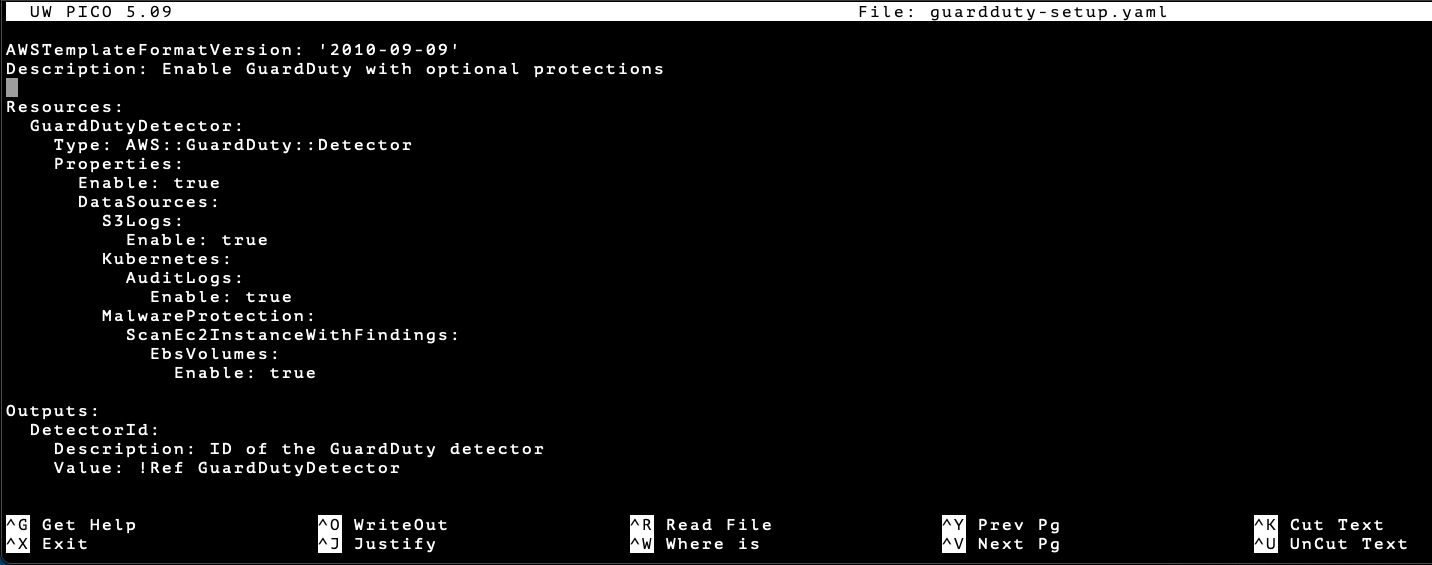 UW PICO 5.09 File: guardduty-setup.yaml
AWSTemplateFormatVersion: '2010-09-09'
Description: Enable GuardDuty with optional protections
Resources:
  GuardDutyDetector:
    Type: AWS::GuardDuty::Detector
    Properties:
      Enable: true
      DataSources:
        S3Logs:
          Enable: true
        Kubernetes:
          AuditLogs:
            Enable: true
        MalwareProtection:
          ScanEc2InstanceWithFindings:
            EbsVolumes:
              Enable: true
Outputs:
  DetectorId:
    Description: ID of the GuardDuty detector
    Value: !Ref GuardDutyDetector
^G Get Help ^O WriteOut ^R Read File ^Y Prev Pg ^K Cut Text
^X Exit ^J Justify ^W Where is ^V Next Pg ^U UnCut Text